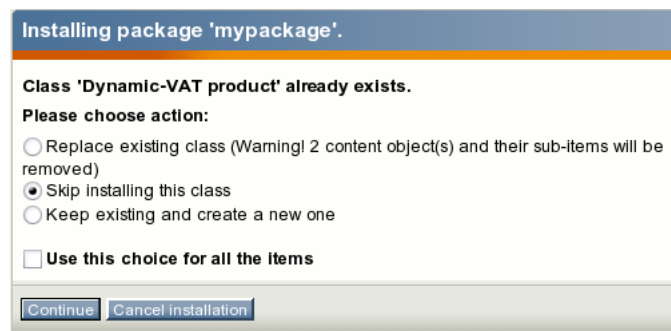 Installing package 'mypackage'.
Class 'Dynamic-VAT product' already exists.
Please choose action:
Replace existing class (Warning! 2 content object(s) and their sub-items will be
removed)
Skip installing this class
Keep existing and create a new one
Use this choice for all the items
Continue Cancel installation